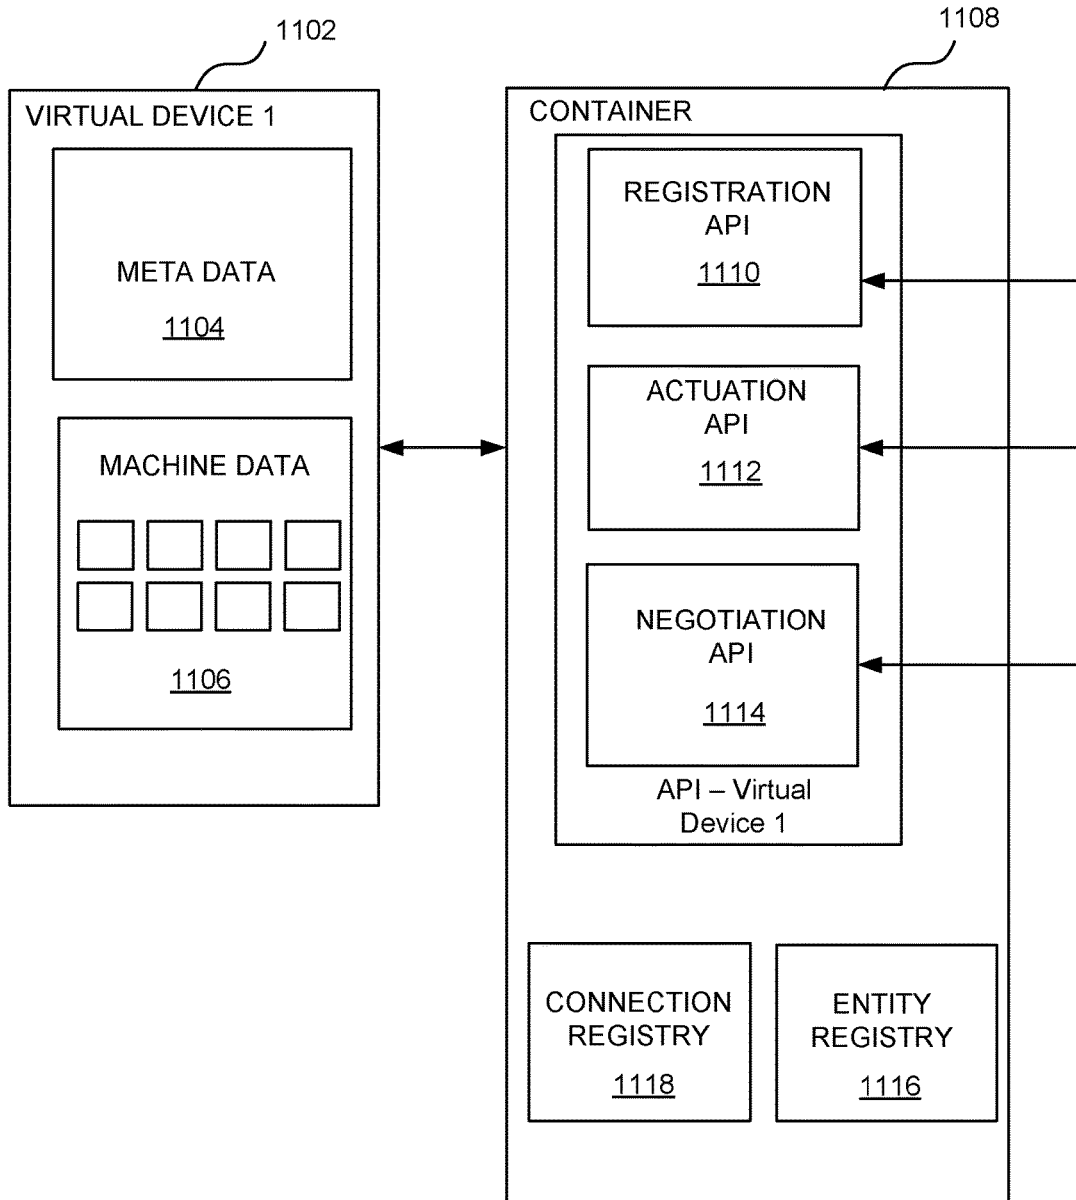 1102
VIRTUAL DEVICE 1
META DATA
1104
MACHINE DATA
1106
1108
CONTAINER
REGISTRATION
API
1110
ACTUATION
API
1112
NEGOTIATION
API
1114
API – Virtual
Device 1
CONNECTION
REGISTRY
1118
ENTITY
REGISTRY
1116